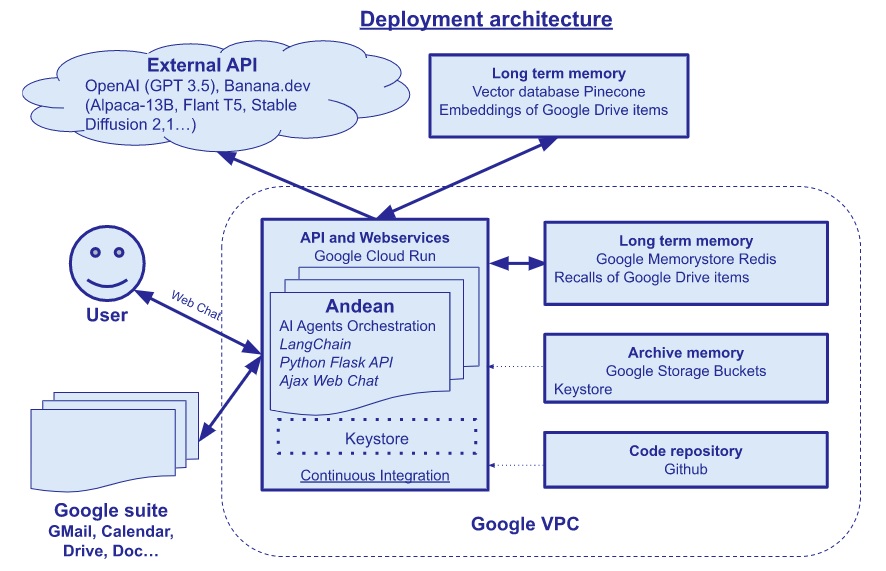 Deployment architecture
External API
OpenAI (GPT 3.5), Banana.dev
(Alpaca-13B, Flant T5, Stable
Diffusion 2,1…)
Long term memory
Vector database Pinecone
Embeddings of Google Drive items
User
Web Chat
API and Webservices
Google Cloud Run
Andean
AI Agents Orchestration
LangChain
Python Flask API
Ajax Web Chat
Keystore
Continuous Integration
Long term memory
Google Memorystore Redis
Recalls of Google Drive items
Archive memory
Google Storage Buckets
Keystore
Code repository
Github
Google suite
GMail, Calendar,
Drive, Doc…
Google VPC